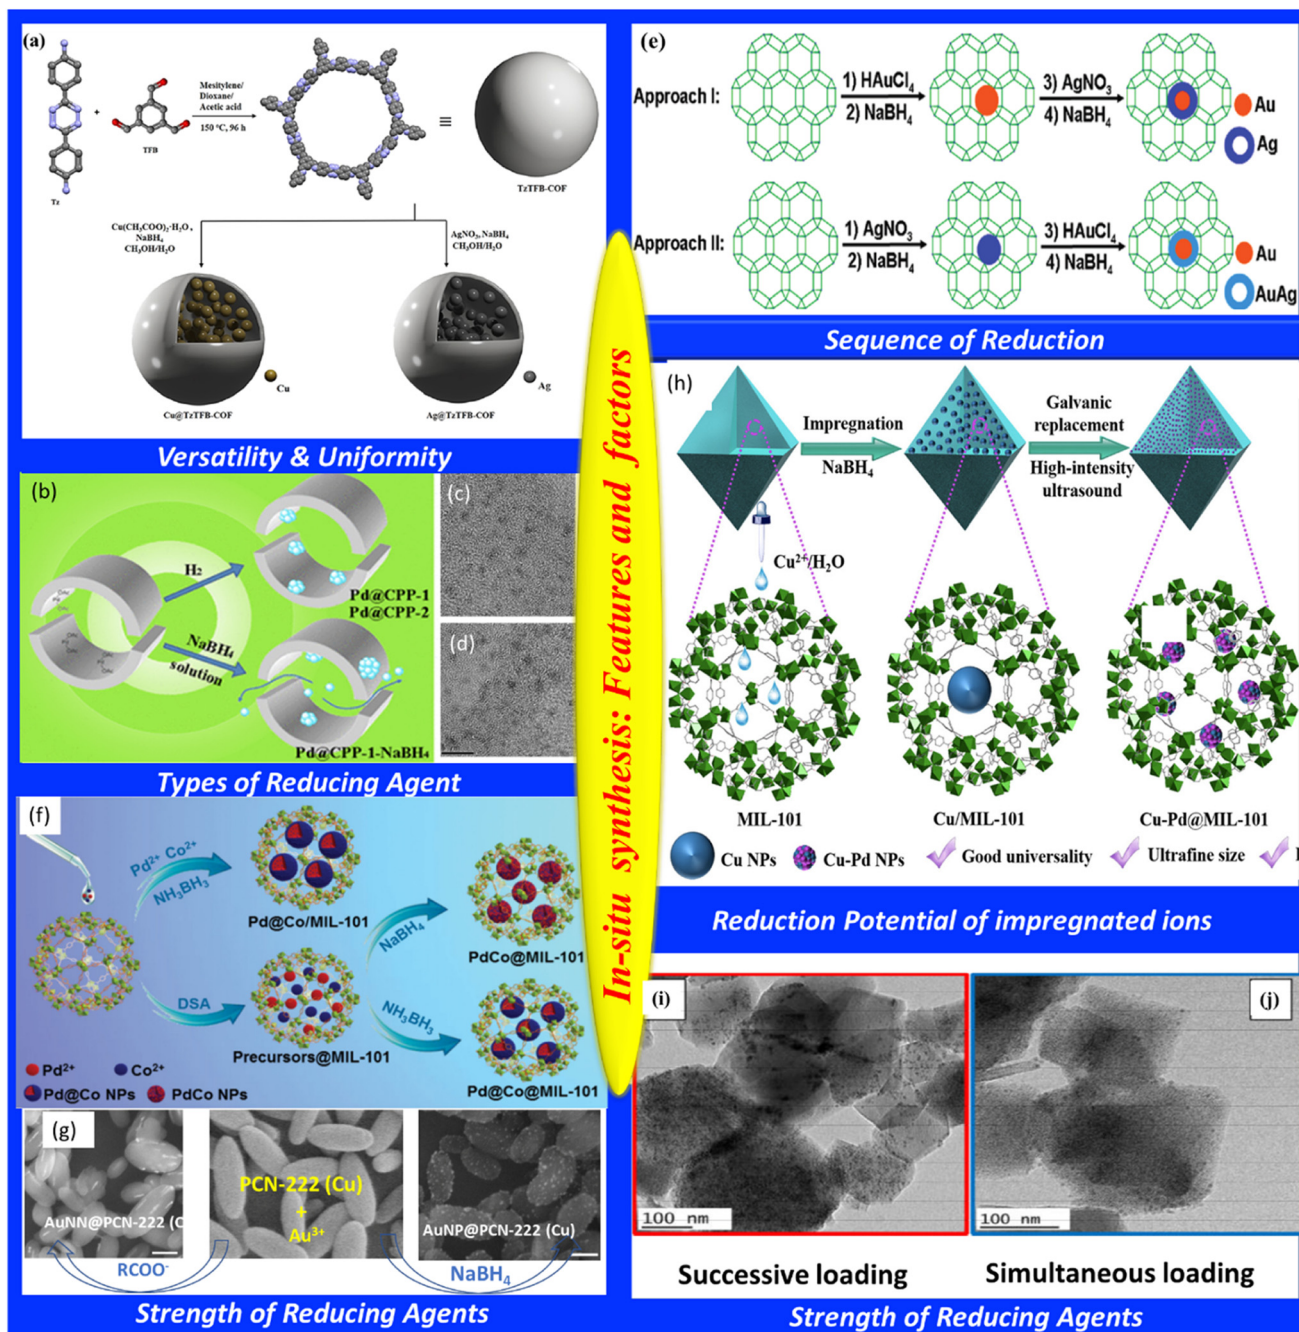 (a)
Mesitylene/
Dioxane/
Acetic acid
150 °C, 96 h
+
TFB
Tz
≡
TzTFB-COF
Cu(CH₃COO)₂·H₂O ,
NaBH₄
CH₃OH/H₂O
AgNO₃, NaBH₄
CH₃OH/H₂O
Cu
Cu@TzTFB-COF
Ag
Ag@TzTFB-COF
Versatility & Uniformity
(b)
H₂
Pd@CPP-1
Pd@CPP-2
NaBH₄
solution
Pd@CPP-1-NaBH₄
(c)
(d)
Types of Reducing Agent
(f)
Pd²⁺ Co²⁺
NH₃BH₃
Pd@Co/MIL-101
DSA
Precursors@MIL-101
NaBH₄
PdCo@MIL-101
NH₃BH₃
Pd@Co@MIL-101
Pd²⁺
Co²⁺
Pd@Co NPs
PdCo NPs
(g)
AuNN@PCN-222 (C
PCN-222 (Cu)
+
Au³⁺
AuNP@PCN-222 (Cu)
RCOO⁻
NaBH₄
Strength of Reducing Agents
In-situ synthesis: Features and factors
(e)
Approach I:
1) HAuCl₄
2) NaBH₄
3) AgNO₃
4) NaBH₄
Au
Ag
Approach II:
1) AgNO₃
2) NaBH₄
3) HAuCl₄
4) NaBH₄
Au
AuAg
Sequence of Reduction
(h)
Impregnation
NaBH₄
Galvanic
replacement
High-intensity
ultrasound
Cu²⁺/H₂O
MIL-101
Cu/MIL-101
Cu-Pd@MIL-101
Cu NPs
Cu-Pd NPs
Good universality
Ultrafine size
Reduction Potential of impregnated ions
(i)
100 nm
(j)
100 nm
Successive loading
Simultaneous loading
Strength of Reducing Agents